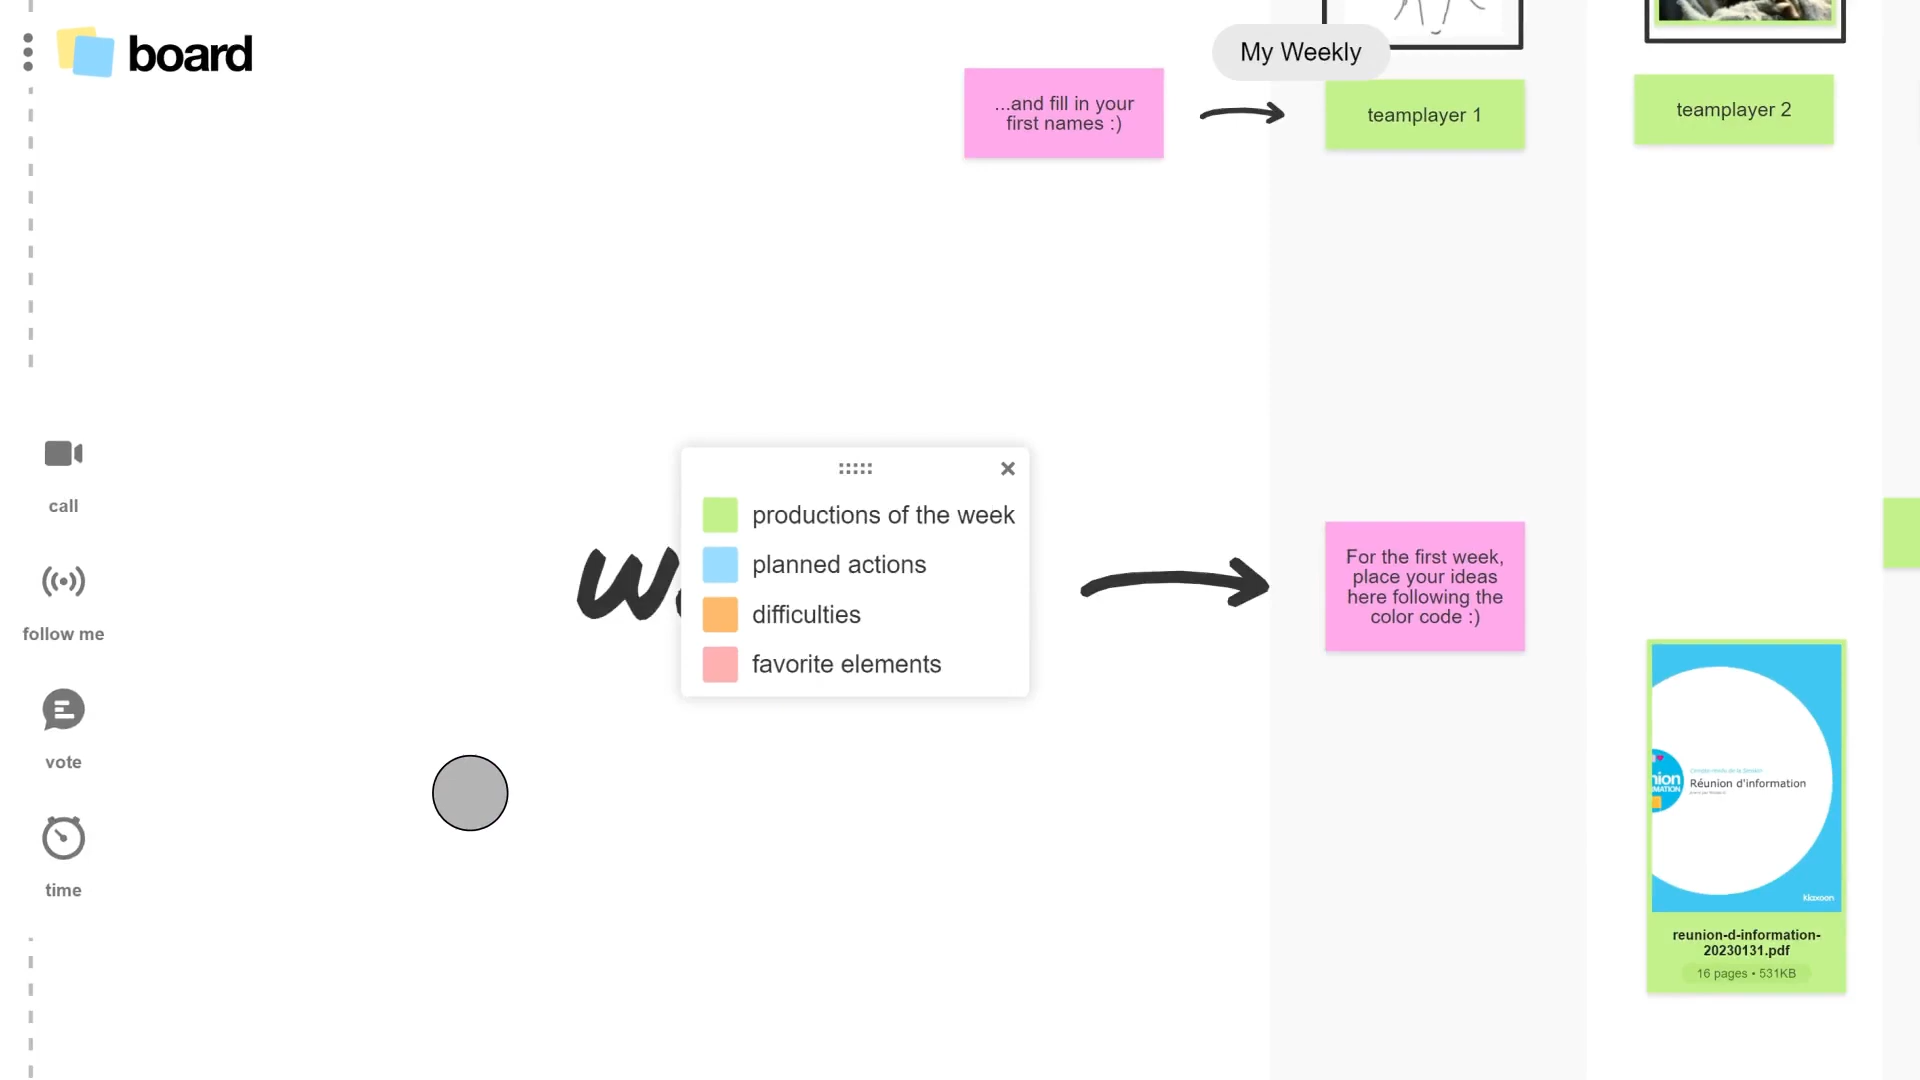 board
My Weekly
...and fill in your
first names :)
teamplayer 1
teamplayer 2
call
follow me
vote
time
productions of the week
planned actions
difficulties
favorite elements
For the first week,
place your ideas
here following the
color code :)
Réunion d'information
klaxoon
reunion-d-information-
20230131.pdf
16 pages • 531KB